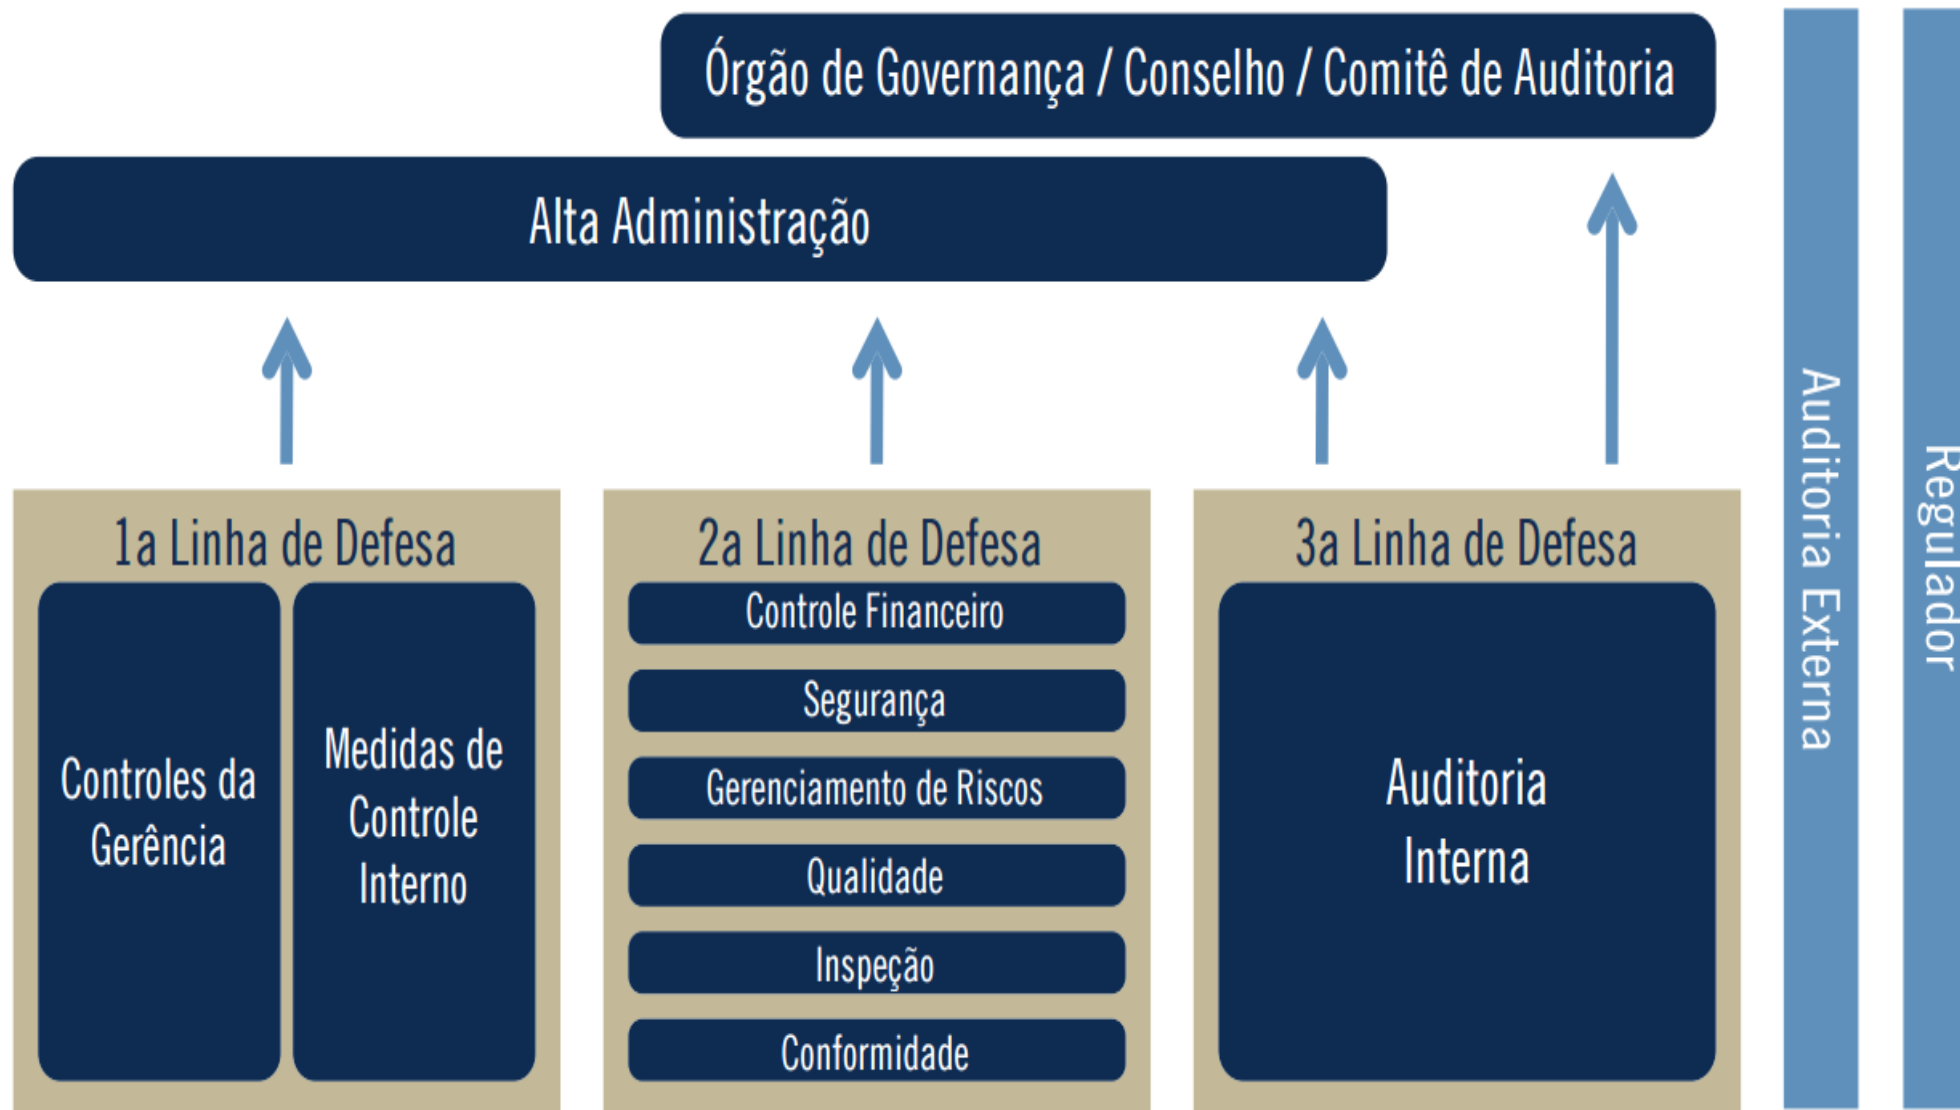 Órgão de Governança / Conselho / Comitê de Auditoria
Alta Administração
1a Linha de Defesa
Controles da
Gerência
Medidas de
Controle
Interno
2a Linha de Defesa
Controle Financeiro
Segurança
Gerenciamento de Riscos
Qualidade
Inspeção
Conformidade
3a Linha de Defesa
Auditoria
Interna
Auditoria Externa
Regulador